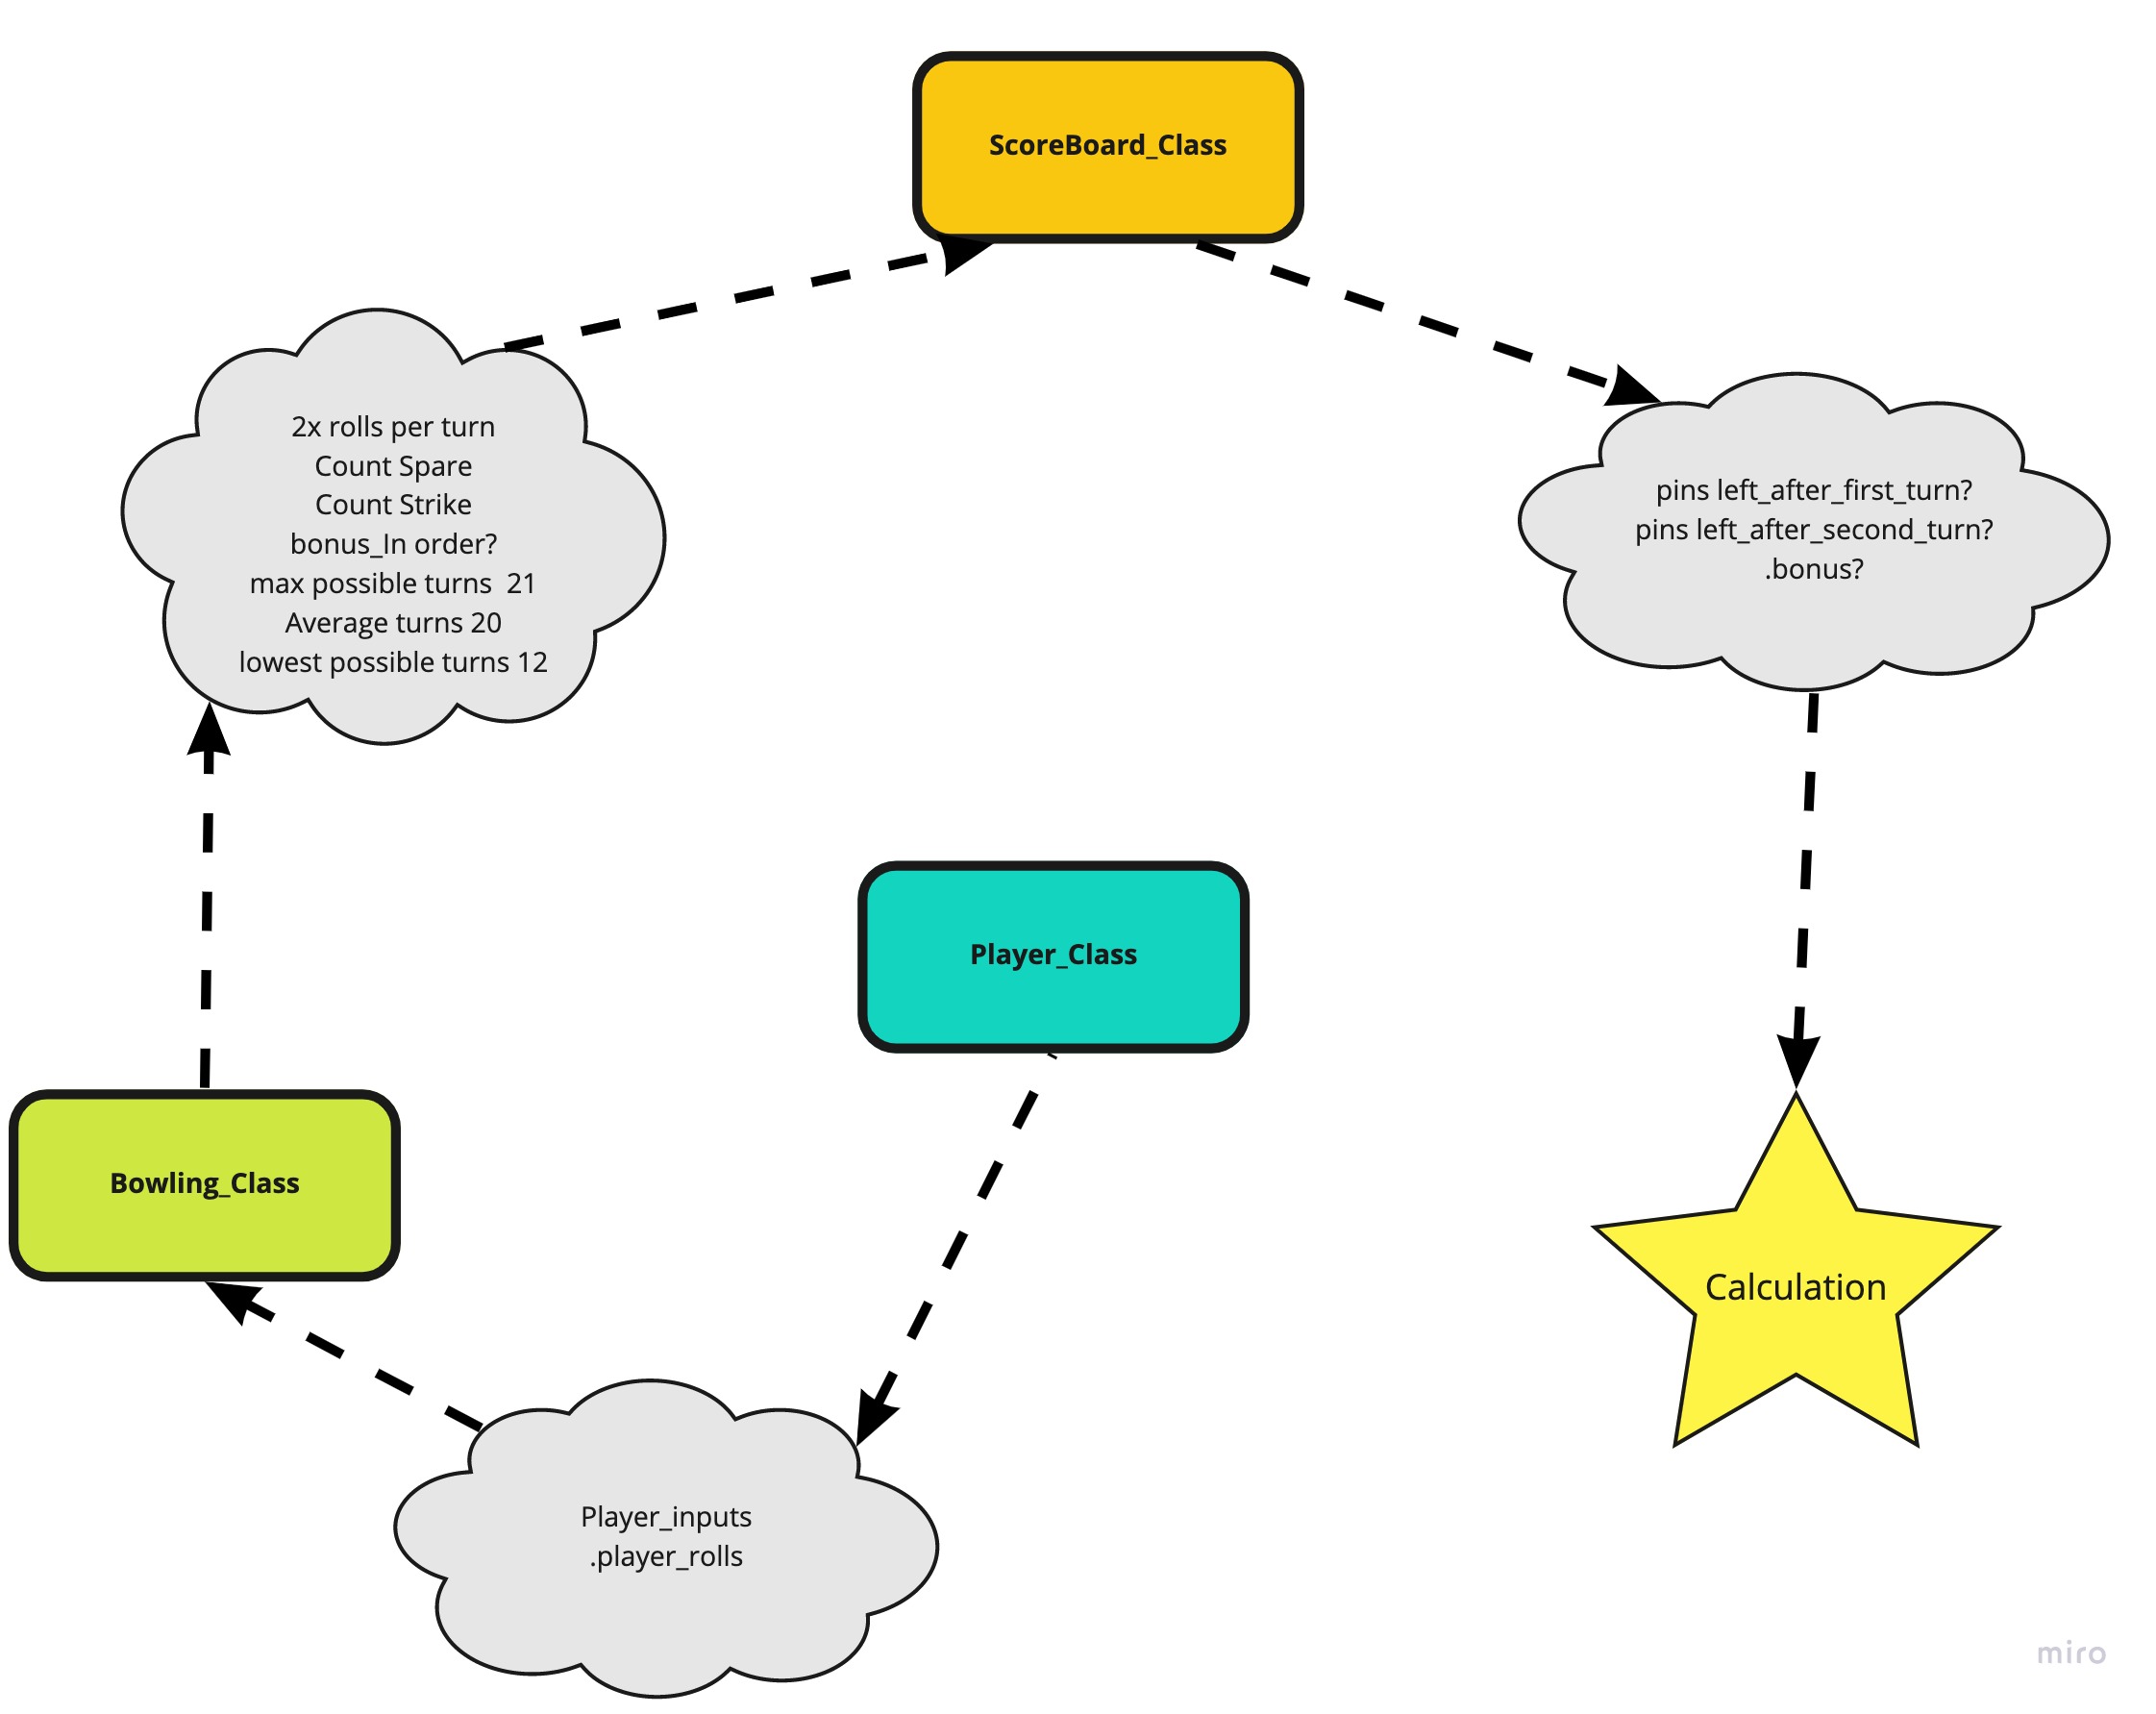 ScoreBoard_Class
2x rolls per turn
Count Spare
Count Strike
bonus_In order?
max possible turns  21
Average turns 20
lowest possible turns 12
pins left_after_first_turn?
pins left_after_second_turn?
.bonus?
Player_Class
Bowling_Class
Calculation
Player_inputs
.player_rolls
miro